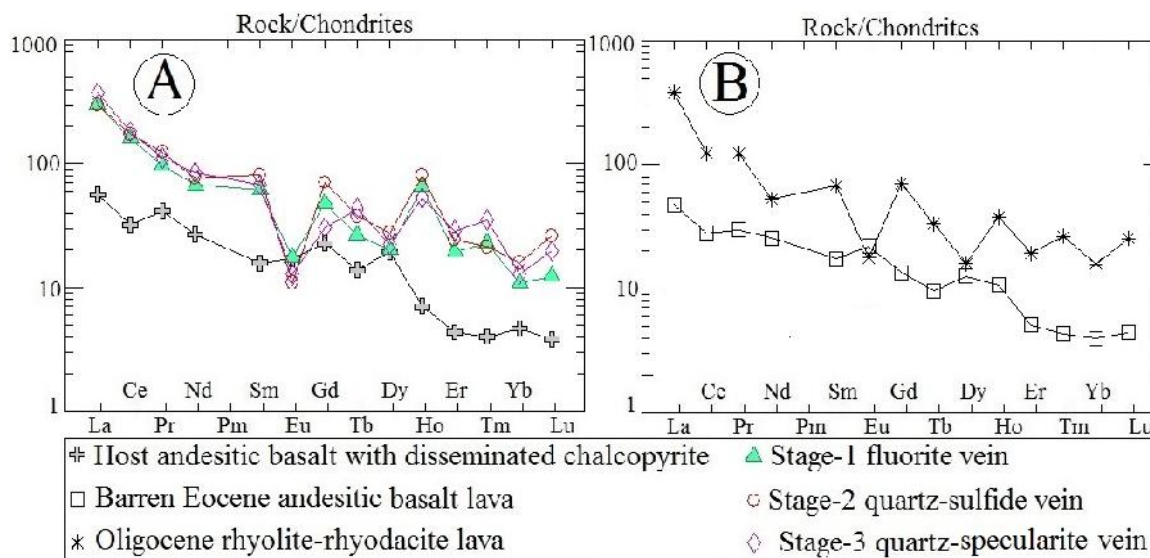 Rock/Chondrites
A
1000
100
10
1
Ce Nd Sm Gd Dy Er Yb
La Pr Pm Eu Tb Ho Tm Lu
Rock/Chondrites
B
1000
100
10
1
Ce Nd Sm Gd Dy Er Yb
La Pr Pm Eu Tb Ho Tm Lu
Host andesitic basalt with disseminated chalcopyrite
Barren Eocene andesitic basalt lava
Oligocene rhyolite-rhyodacite lava
Stage-1 fluorite vein
Stage-2 quartz-sulfide vein
Stage-3 quartz-specularite vein